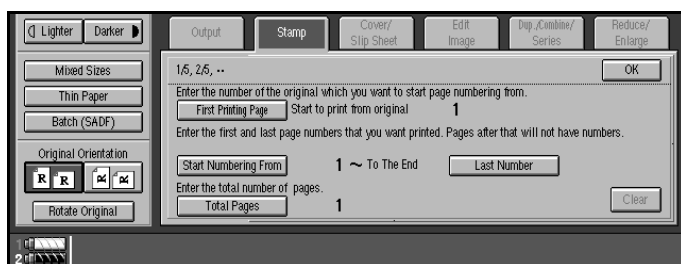 Lighter Darker
Output Stamp Cover/ Slip Sheet Edit Image Dup./Combine/ Series Reduce/ Enlarge
Mixed Sizes
Thin Paper
Batch (SADF)
Original Orientation
R R R R
Rotate Original
1/5, 2/5, ··
OK
Enter the number of the original which you want to start page numbering from.
First Printing Page Start to print from original 1
Enter the first and last page numbers that you want printed. Pages after that will not have numbers.
Start Numbering From 1 ~ To The End Last Number
Enter the total number of pages.
Total Pages 1
Clear
1
2